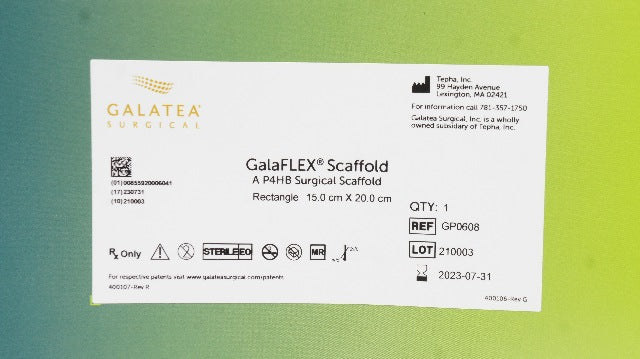 GALATEA®
SURGICAL
Tepha, Inc.
99 Hayden Avenue
Lexington, MA 02421
For information call 781-357-1750
Galatea Surgical, Inc. is a wholly
owned subsidiary of Tepha, Inc.
(01)00855920006041
(17)230731
(10)210003
GalaFLEX® Scaffold
A P4HB Surgical Scaffold
Rectangle 15.0 cm X 20.0 cm
QTY: 1
REF GP0608
LOT 210003
2023-07-31
Rx Only
STERILE EO
MR
For respective patents visit www.galateasurgical.com/patents
400107-Rev R
400106-Rev G